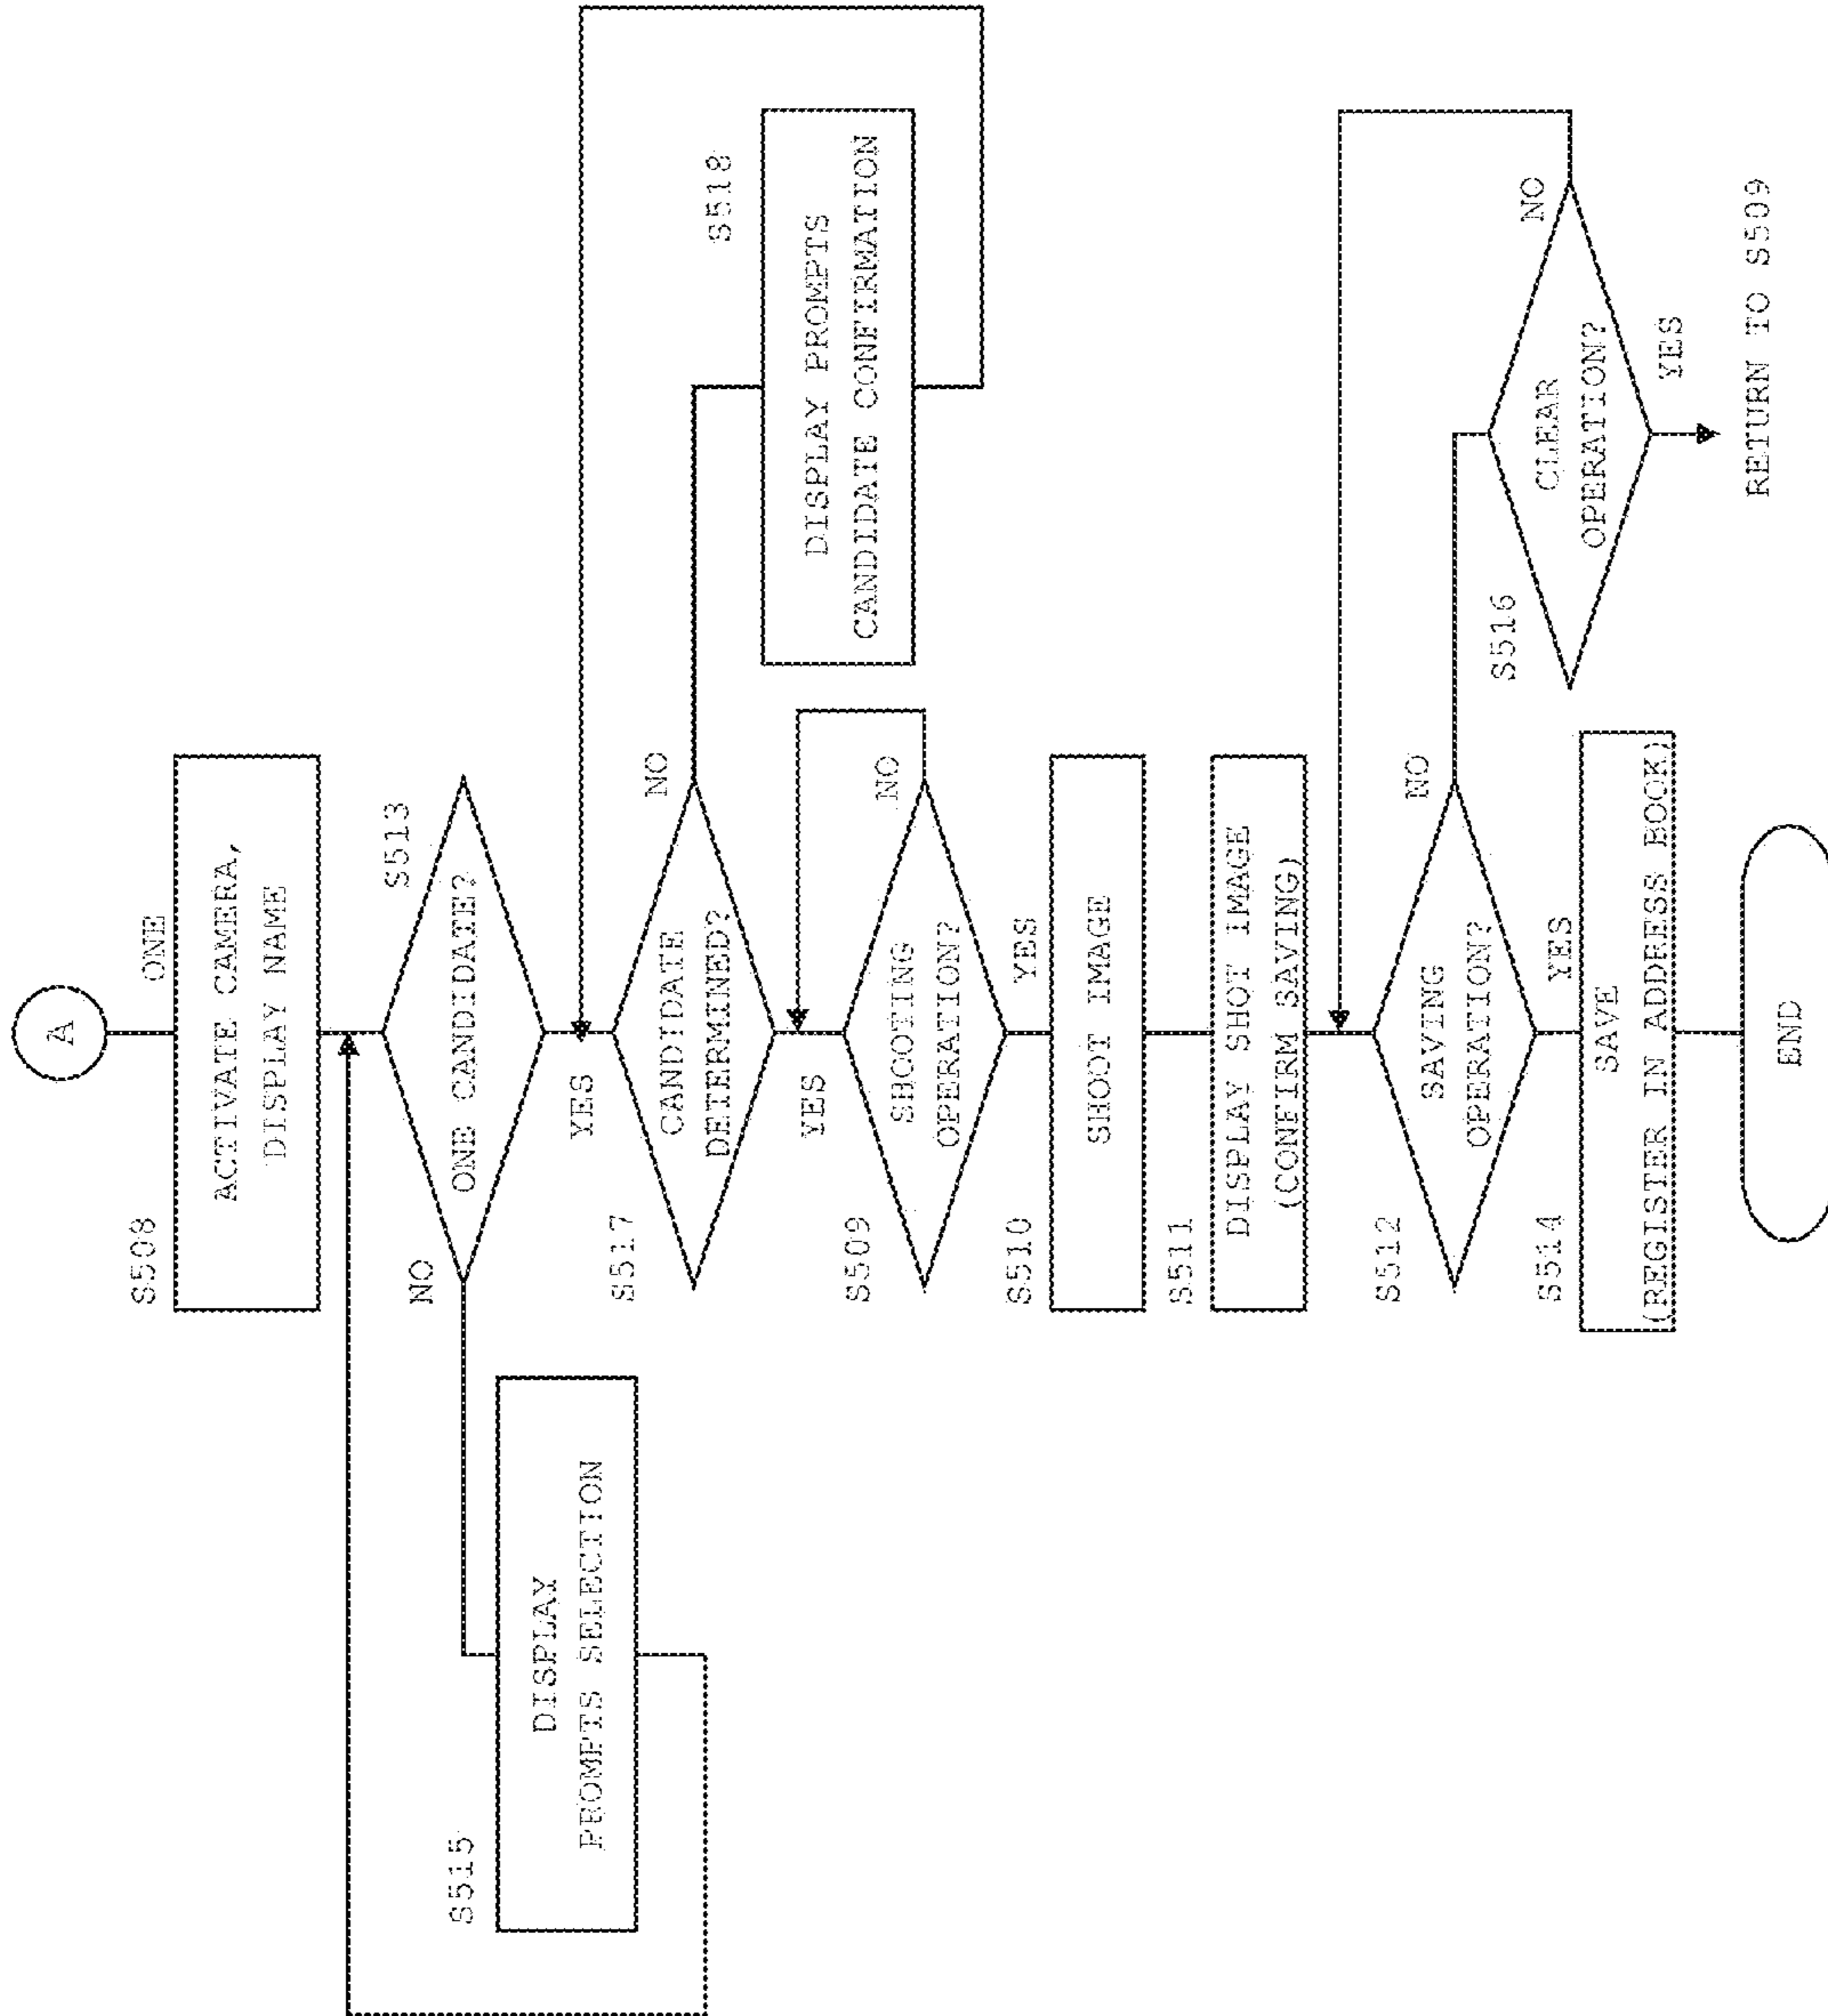 A
ONE
S508
ACTIVATE CAMERA,
DISPLAY NAME
S513
ONE CANDIDATE?
NO
YES
S515
DISPLAY
PROMPTS SELECTION
S517
CANDIDATE
DETERMINED?
NO
YES
S518
DISPLAY PROMPTS
CANDIDATE CONFIRMATION
S509
SHOOTING
OPERATION?
NO
YES
S510
SHOOT IMAGE
S511
DISPLAY SHOT IMAGE
(CONFIRM SAVING)
S512
SAVING
OPERATION?
NO
YES
S516
CLEAR
OPERATION?
NO
YES
RETURN TO S509
S514
SAVE
(REGISTER IN ADDRESS BOOK)
END